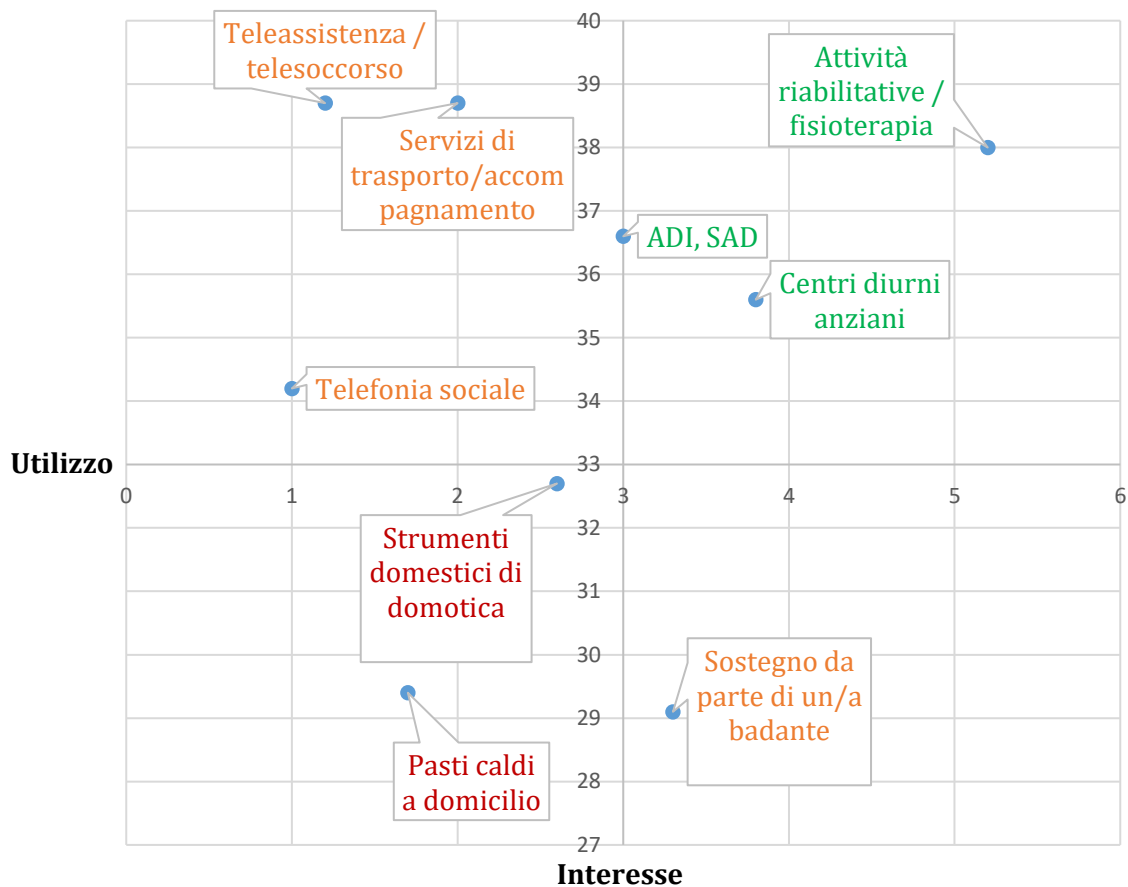 40
Teleassistenza /
telesoccorso
39
Attività
riabilitative /
fisioterapia
38
Servizi di
trasporto/accom
pagnamento
37
ADI, SAD
36
Centri diurni
anziani
35
Telefonia sociale
34
Utilizzo
33
0 1 2 3 4 5 6
32
Strumenti
domestici di
domotica
31
30
Sostegno da
parte di un/a
badante
29
Pasti caldi
a domicilio
28
27
Interesse